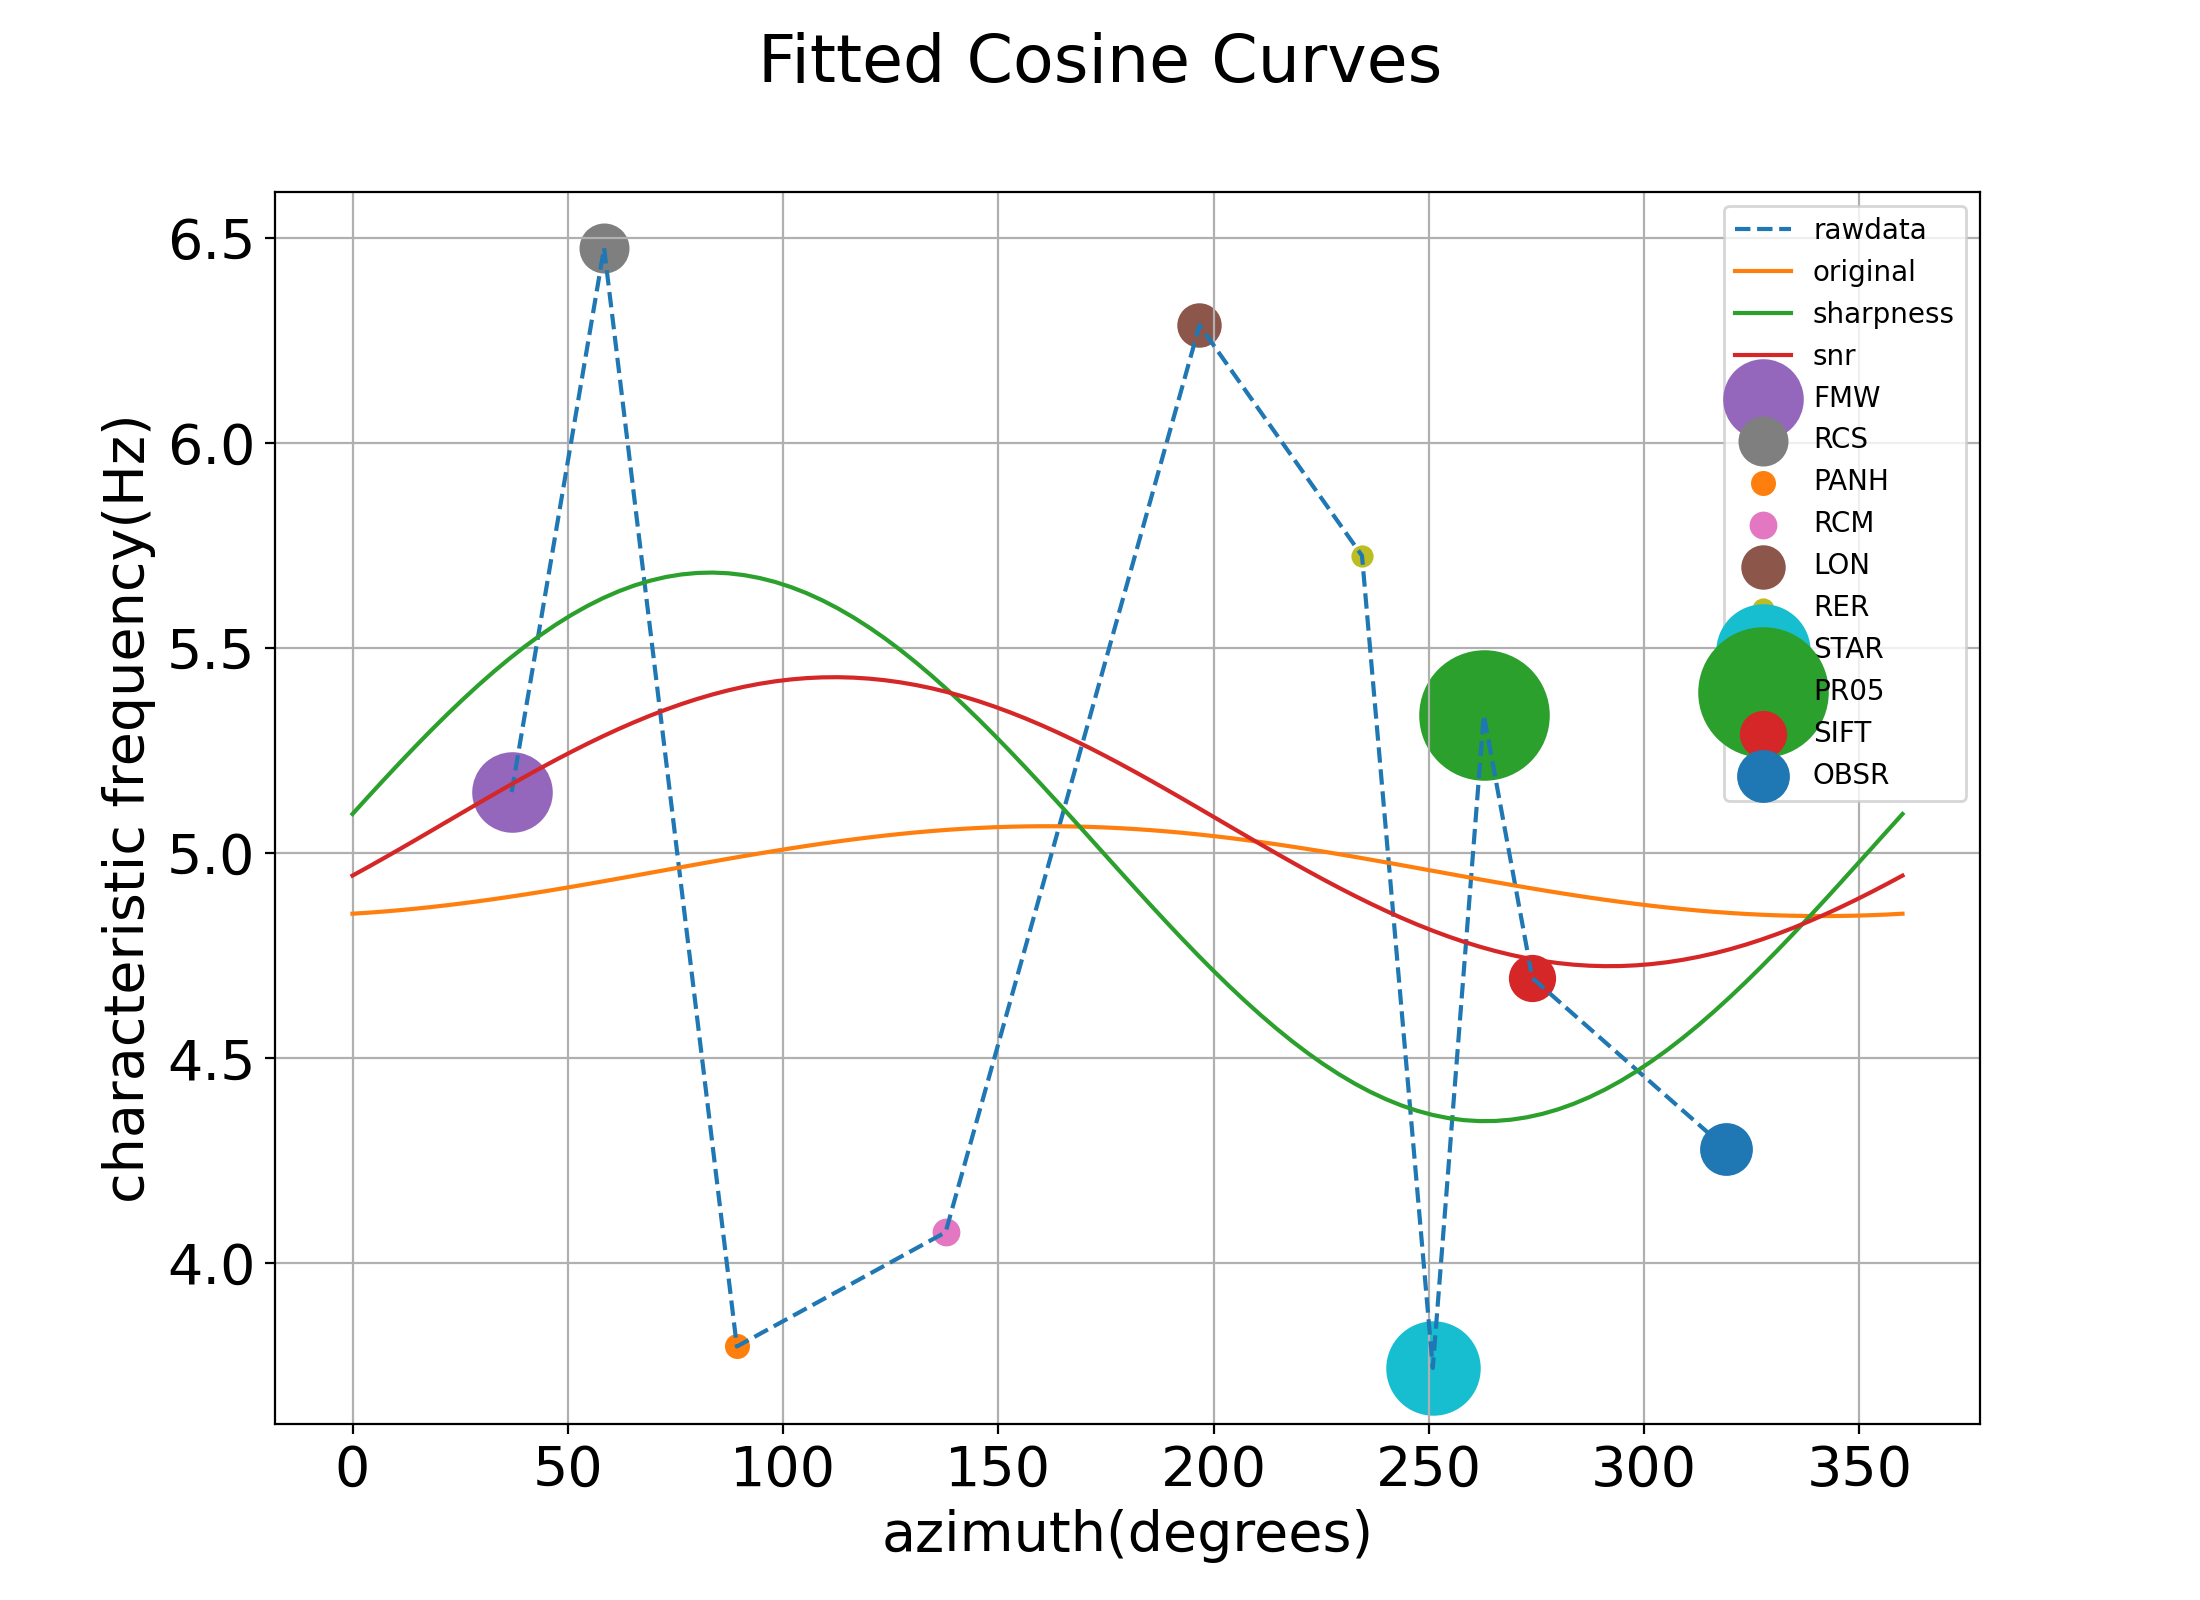 Fitted Cosine Curves
characteristic frequency(Hz)
6.5
6.0
5.5
5.0
4.5
4.0
rawdata
original
sharpness
snr
FMW
RCS
PANH
RCM
LON
RER
STAR
PR05
SIFT
OBSR
0 50 100 150 200 250 300 350
azimuth(degrees)